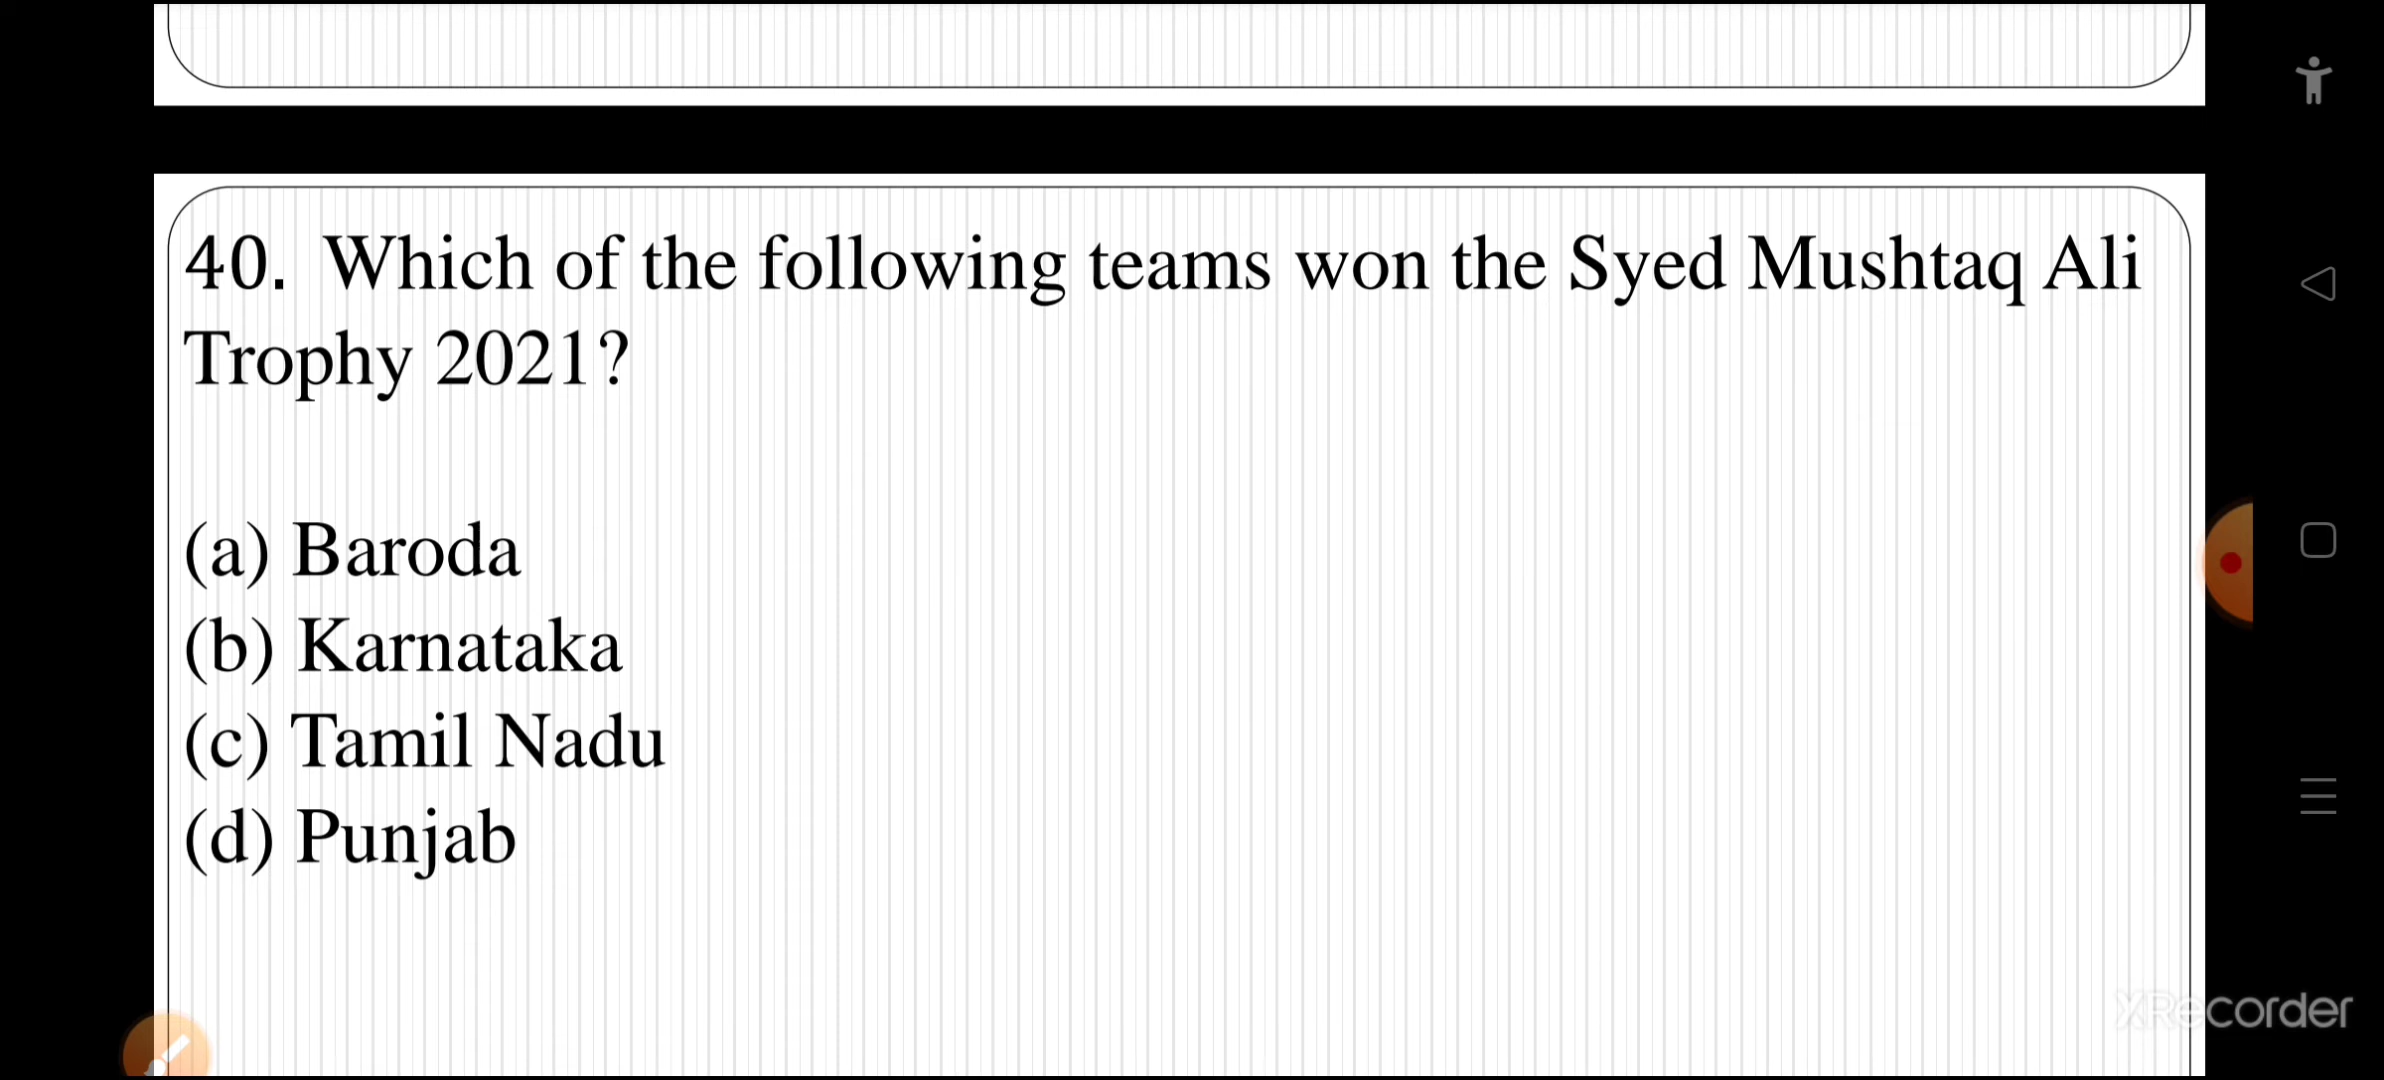 40. Which of the following teams won the Syed Mushtaq Ali
Trophy 2021?
(a) Baroda
(b) Karnataka
(c) Tamil Nadu
(d) Punjab
XRecorder